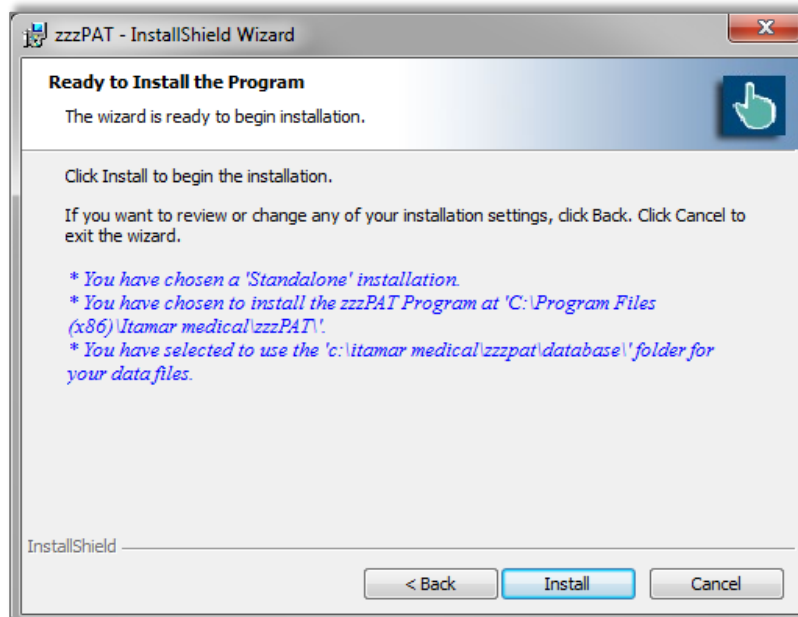 zzzPAT - InstallShield Wizard
Ready to Install the Program
The wizard is ready to begin installation.
Click Install to begin the installation.
If you want to review or change any of your installation settings, click Back. Click Cancel to
exit the wizard.
* You have chosen a 'Standalone' installation.
* You have chosen to install the zzzPAT Program at 'C:\Program Files
(x86)\Itamar medical\zzzPAT\'.
* You have selected to use the 'c:\itamar medical\zzzpat\database\' folder for
your data files.
InstallShield
< Back
Install
Cancel